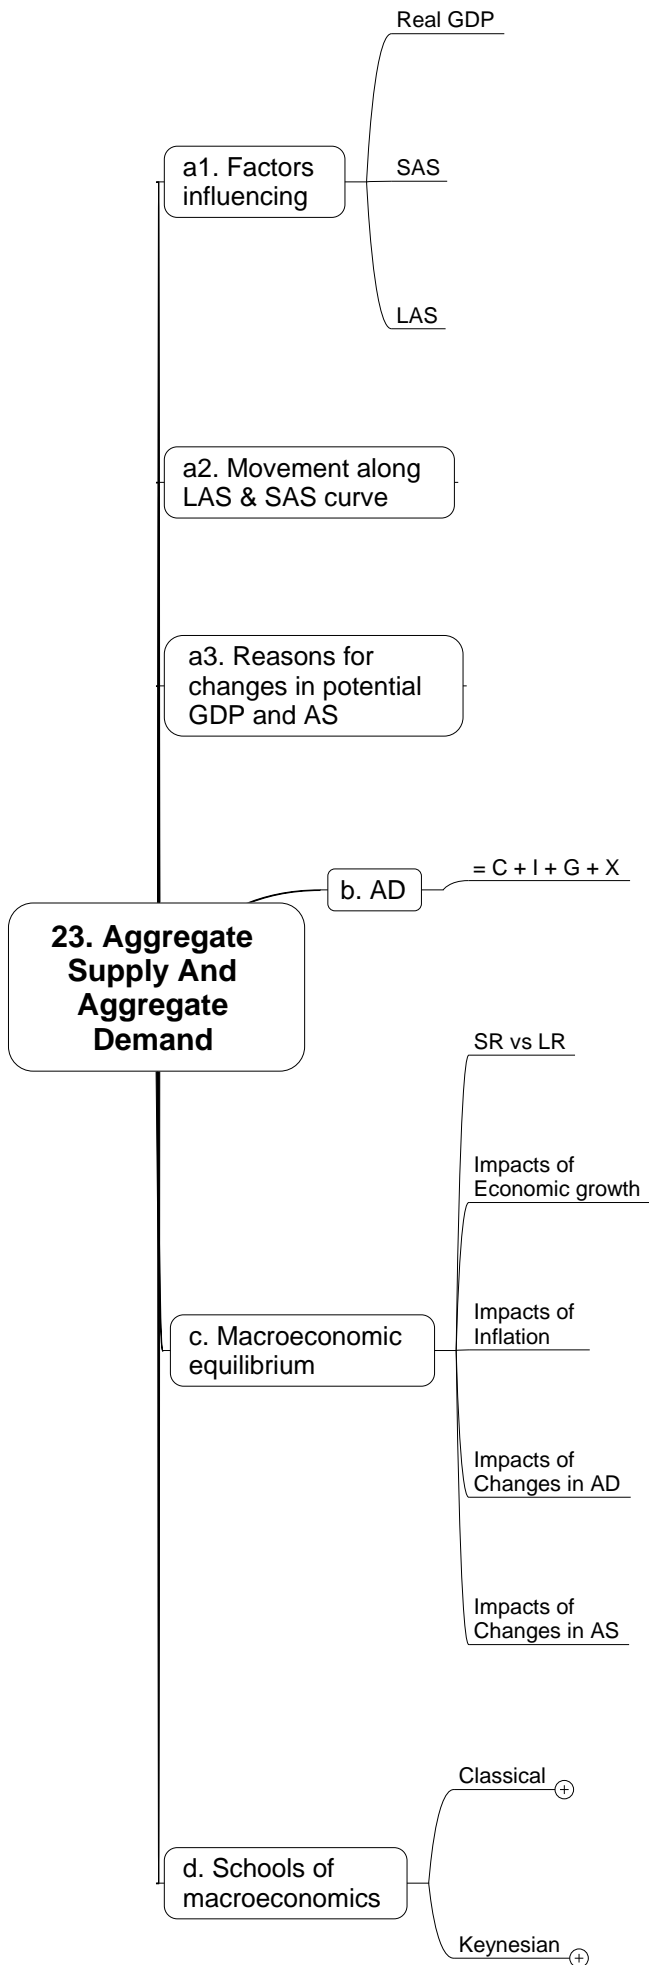 Real GDP
a1. Factors
influencing
SAS
LAS
a2. Movement along
LAS & SAS curve
a3. Reasons for
changes in potential
GDP and AS
b. AD
= C + I + G + X
23. Aggregate
Supply And
Aggregate
Demand
SR vs LR
Impacts of
Economic growth
Impacts of
Inflation
c. Macroeconomic
equilibrium
Impacts of
Changes in AD
Impacts of
Changes in AS
Classical
d. Schools of
macroeconomics
Keynesian